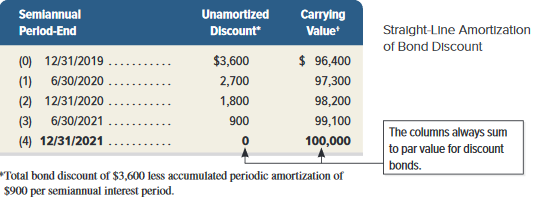 Semiannual Unamortized Carrying
Period-End Discount* Value†
Straight-Line Amortization
of Bond Discount
(0) 12/31/2019 ........... $3,600 $ 96,400
(1) 6/30/2020 ........... 2,700 97,300
(2) 12/31/2020 ........... 1,800 98,200
(3) 6/30/2021 ........... 900 99,100
(4) 12/31/2021 ........... 0 100,000
The columns always sum
to par value for discount
bonds.
*Total bond discount of $3,600 less accumulated periodic amortization of
$900 per semiannual interest period.